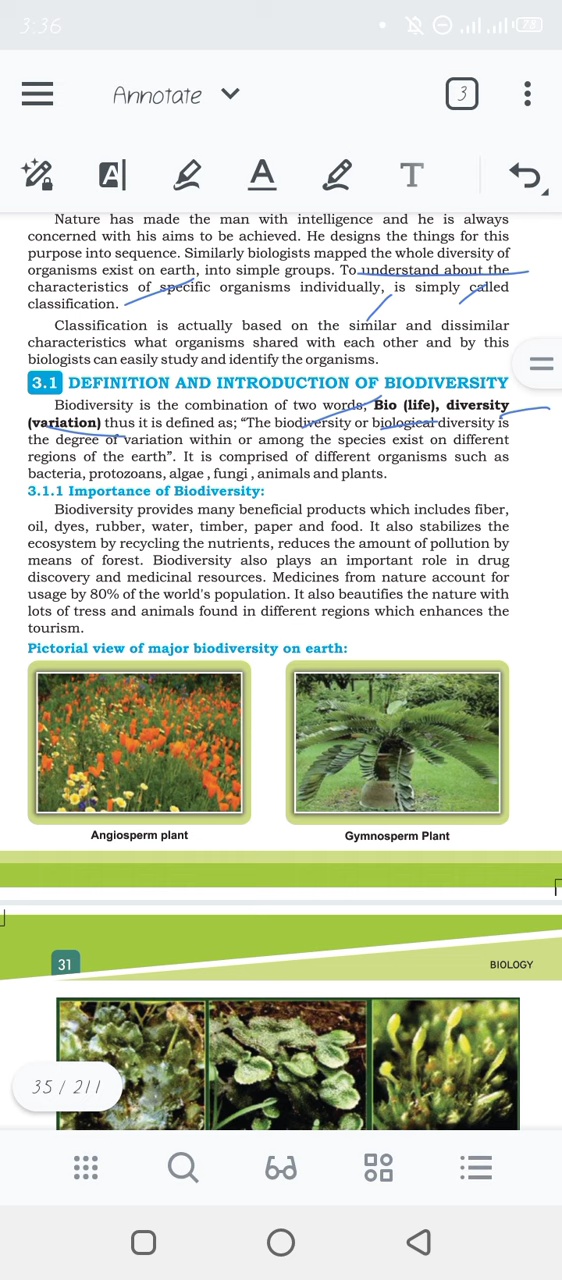 3:36
Annotate
3
A
A
T
Nature has made the man with intelligence and he is always
concerned with his aims to be achieved. He designs the things for this
purpose into sequence. Similarly biologists mapped the whole diversity of
organisms exist on earth, into simple groups. To understand about the
characteristics of specific organisms individually, is simply called
classification.
Classification is actually based on the similar and dissimilar
characteristics what organisms shared with each other and by this
biologists can easily study and identify the organisms.
3.1 DEFINITION AND INTRODUCTION OF BIODIVERSITY
Biodiversity is the combination of two words, Bio (life), diversity
(variation) thus it is defined as; “The biodiversity or biological diversity is
the degree of variation within or among the species exist on different
regions of the earth”. It is comprised of different organisms such as
bacteria, protozoans, algae , fungi , animals and plants.
3.1.1 Importance of Biodiversity:
Biodiversity provides many beneficial products which includes fiber,
oil, dyes, rubber, water, timber, paper and food. It also stabilizes the
ecosystem by recycling the nutrients, reduces the amount of pollution by
means of forest. Biodiversity also plays an important role in drug
discovery and medicinal resources. Medicines from nature account for
usage by 80% of the world's population. It also beautifies the nature with
lots of tress and animals found in different regions which enhances the
tourism.
Pictorial view of major biodiversity on earth:
Angiosperm plant
Gymnosperm Plant
31
BIOLOGY
35 / 211